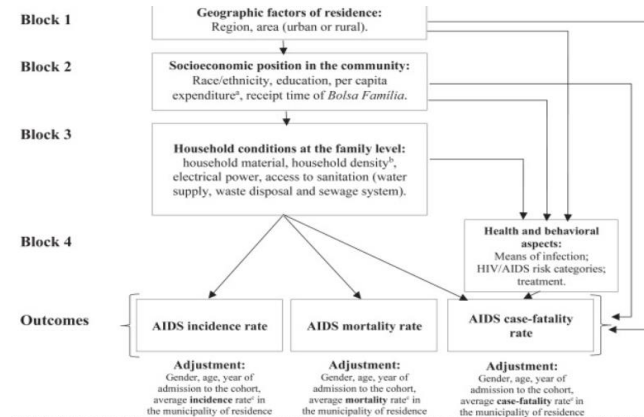 Block 1
Geographic factors of residence:
Region, area (urban or rural).
Block 2
Socioeconomic position in the community:
Race/ethnicity, education, per capita
expenditureᵃ, receipt time of Bolsa Família.
Block 3
Household conditions at the family level:
household material, household densityᵇ,
electrical power, access to sanitation (water
supply, waste disposal and sewage system).
Block 4
Health and behavioral
aspects:
Means of infection;
HIV/AIDS risk categories;
treatment.
Outcomes
AIDS incidence rate
AIDS mortality rate
AIDS case-fatality
rate
Adjustment:
Gender, age, year of
admission to the cohort,
average incidence rateᶜ in
the municipality of residence
Adjustment:
Gender, age, year of
admission to the cohort,
average mortality rateᶜ in
the municipality of residence
Adjustment:
Gender, age, year of
admission to the cohort,
average case-fatality rateᶜ in
the municipality of residence